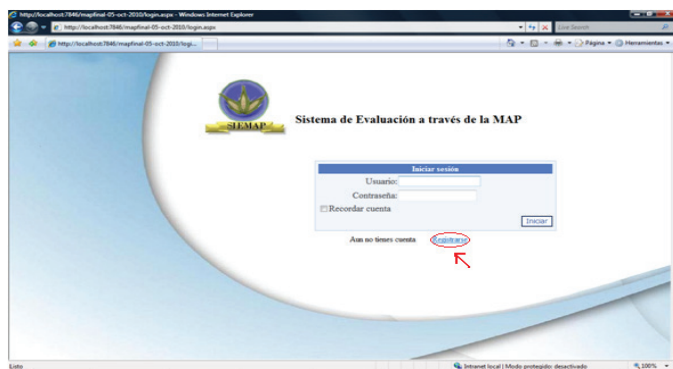 http://localhost:7846/mapfinal-05-oct-2010/login.aspx - Windows Internet Explorer
http://localhost:7846/mapfinal-05-oct-2010/login.aspx
Live Search
http://localhost:7846/mapfinal-05-oct-2010/logi...
Página
Herramientas
SIEMAP
Sistema de Evaluación a través de la MAP
Iniciar sesión
Usuario:
Contraseña:
Recordar cuenta
Iniciar
Aun no tienes cuenta Registrarse
Listo
Intranet local | Modo protegido: desactivado
100%